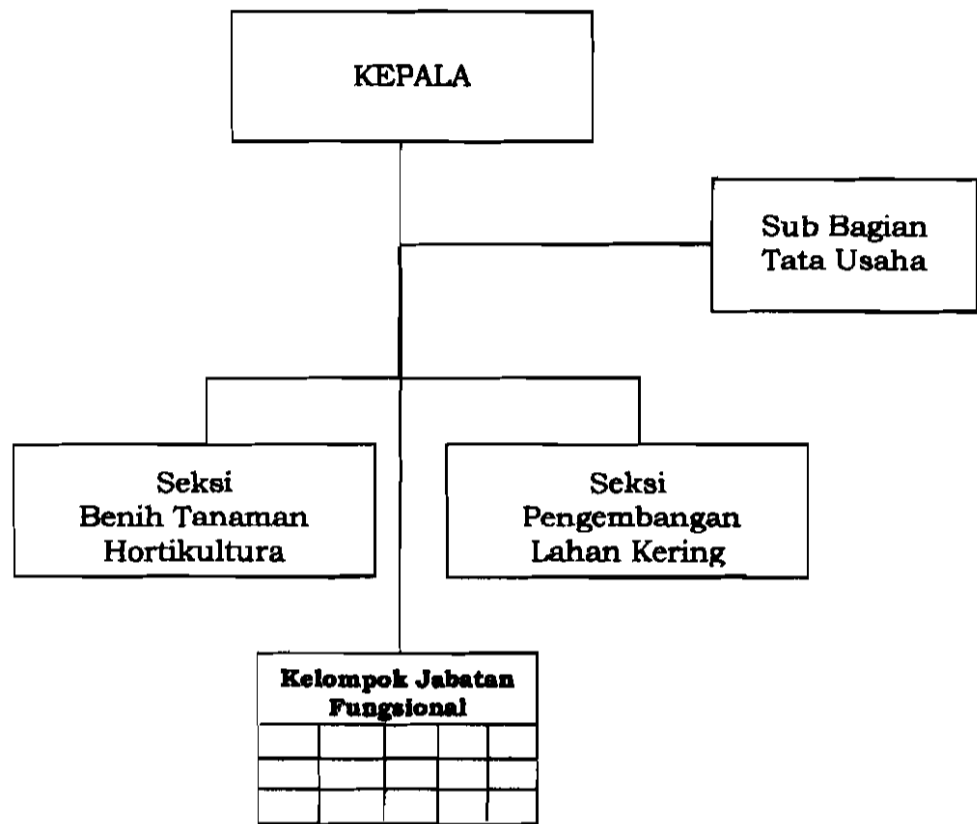 KEPALA
Sub Bagian
Tata Usaha
Seksi
Benih Tanaman
Hortikultura
Seksi
Pengembangan
Lahan Kering
Kelompok Jabatan
Fungsional